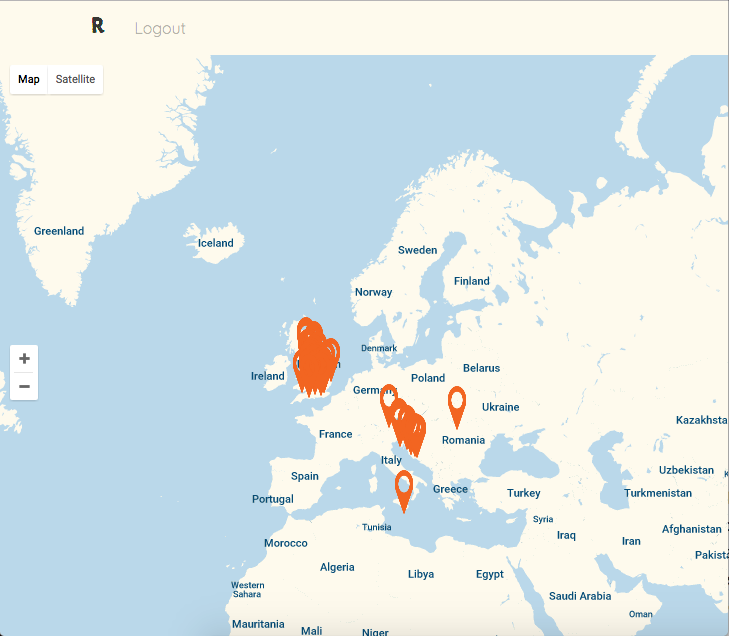 R Logout
Map Satellite
Greenland
Iceland
Sweden
Finland
Norway
Denmark
+
Ireland
Belarus
Poland
−
Germany
Ukraine
Kazakhsta
France
Romania
Italy
Uzbekistan
Spain
Greece
Turkey
Turkmenistan
Portugal
Syria
Tunisia
Iraq
Afghanistan
Iran
Morocco
Pakista
Algeria
Libya
Egypt
Western
Sahara
Saudi Arabia
Oman
Mauritania
Mali
Niger